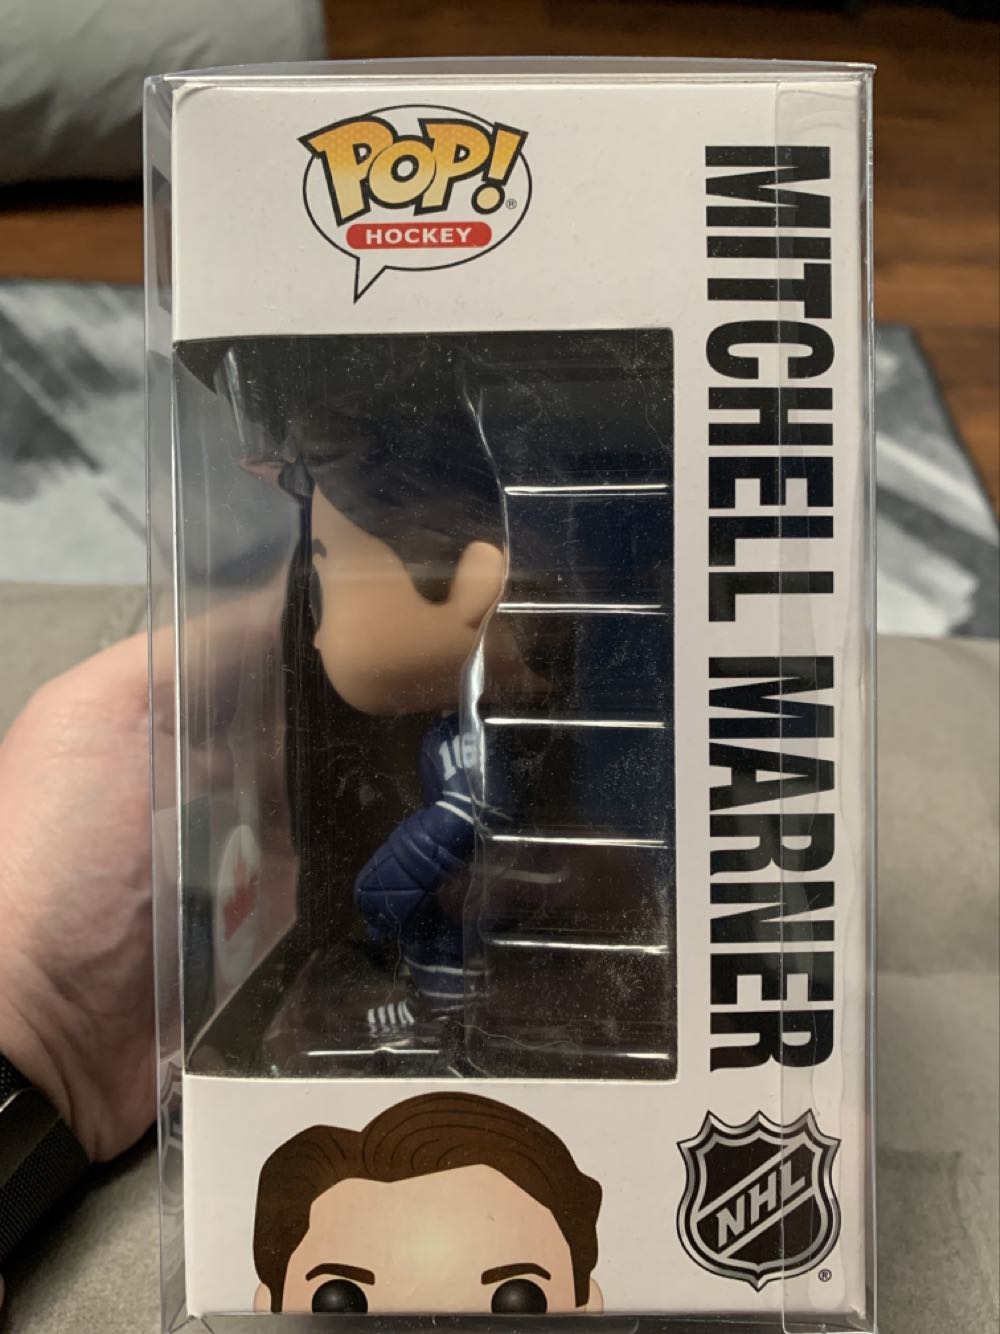 POP!®
HOCKEY
MITCHELL MARNER
16
NHL®